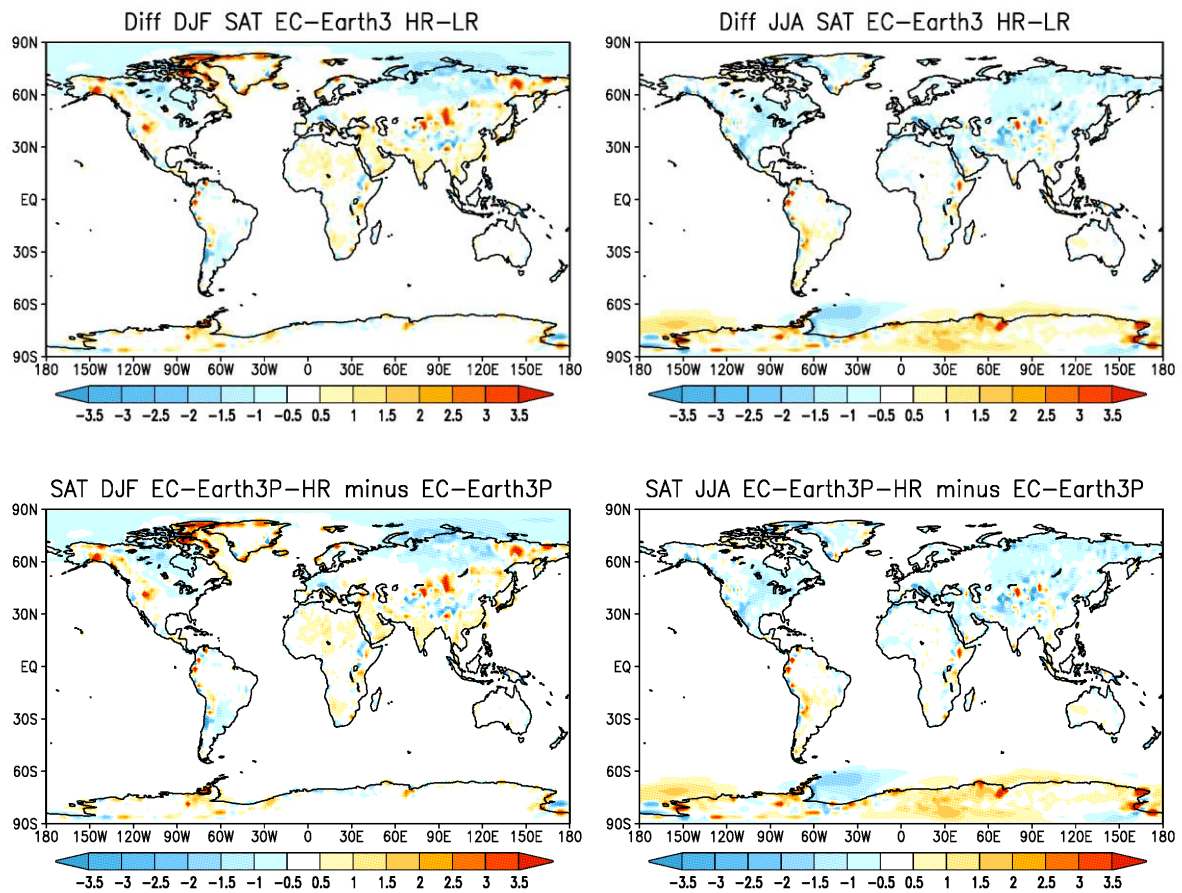 Diff DJF SAT EC-Earth3 HR-LR
90N
60N
30N
EQ
30S
60S
90S
180 150W 120W 90W 60W 30W 0 30E 60E 90E 120E 150E 180
-3.5 -3 -2.5 -2 -1.5 -1 -0.5 0.5 1 1.5 2 2.5 3 3.5
Diff JJA SAT EC-Earth3 HR-LR
90N
60N
30N
EQ
30S
60S
90S
180 150W 120W 90W 60W 30W 0 30E 60E 90E 120E 150E 180
-3.5 -3 -2.5 -2 -1.5 -1 -0.5 0.5 1 1.5 2 2.5 3 3.5
SAT DJF EC-Earth3P-HR minus EC-Earth3P
90N
60N
30N
EQ
30S
60S
90S
180 150W 120W 90W 60W 30W 0 30E 60E 90E 120E 150E 180
-3.5 -3 -2.5 -2 -1.5 -1 -0.5 0.5 1 1.5 2 2.5 3 3.5
SAT JJA EC-Earth3P-HR minus EC-Earth3P
90N
60N
30N
EQ
30S
60S
90S
180 150W 120W 90W 60W 30W 0 30E 60E 90E 120E 150E 180
-3.5 -3 -2.5 -2 -1.5 -1 -0.5 0.5 1 1.5 2 2.5 3 3.5